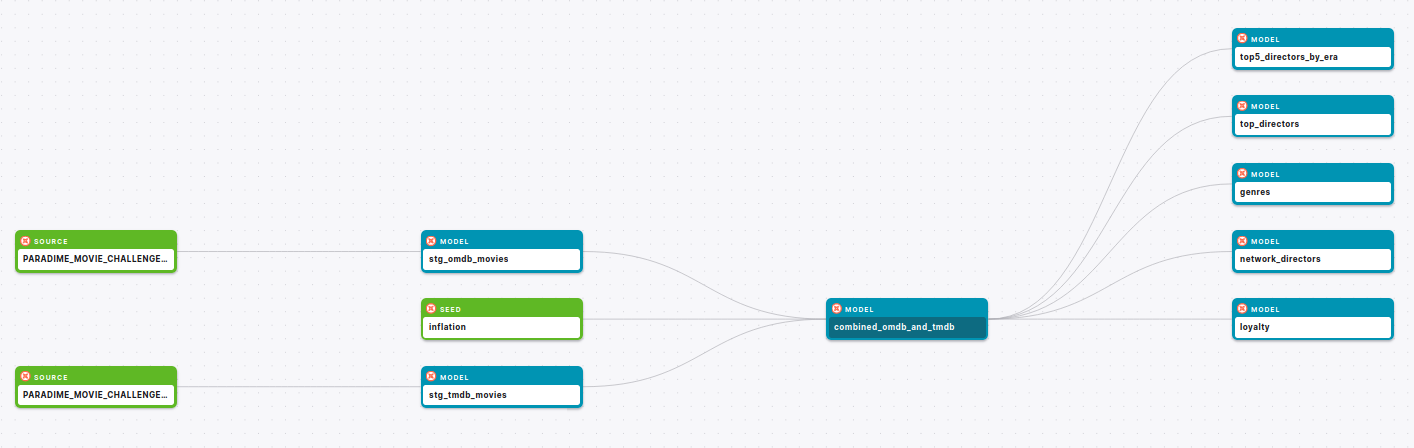 MODEL
top5_directors_by_era
MODEL
top_directors
MODEL
genres
SOURCE
PARADIME_MOVIE_CHALLENGE...
MODEL
stg_omdb_movies
MODEL
network_directors
SEED
inflation
MODEL
combined_omdb_and_tmdb
MODEL
loyalty
SOURCE
PARADIME_MOVIE_CHALLENGE...
MODEL
stg_tmdb_movies